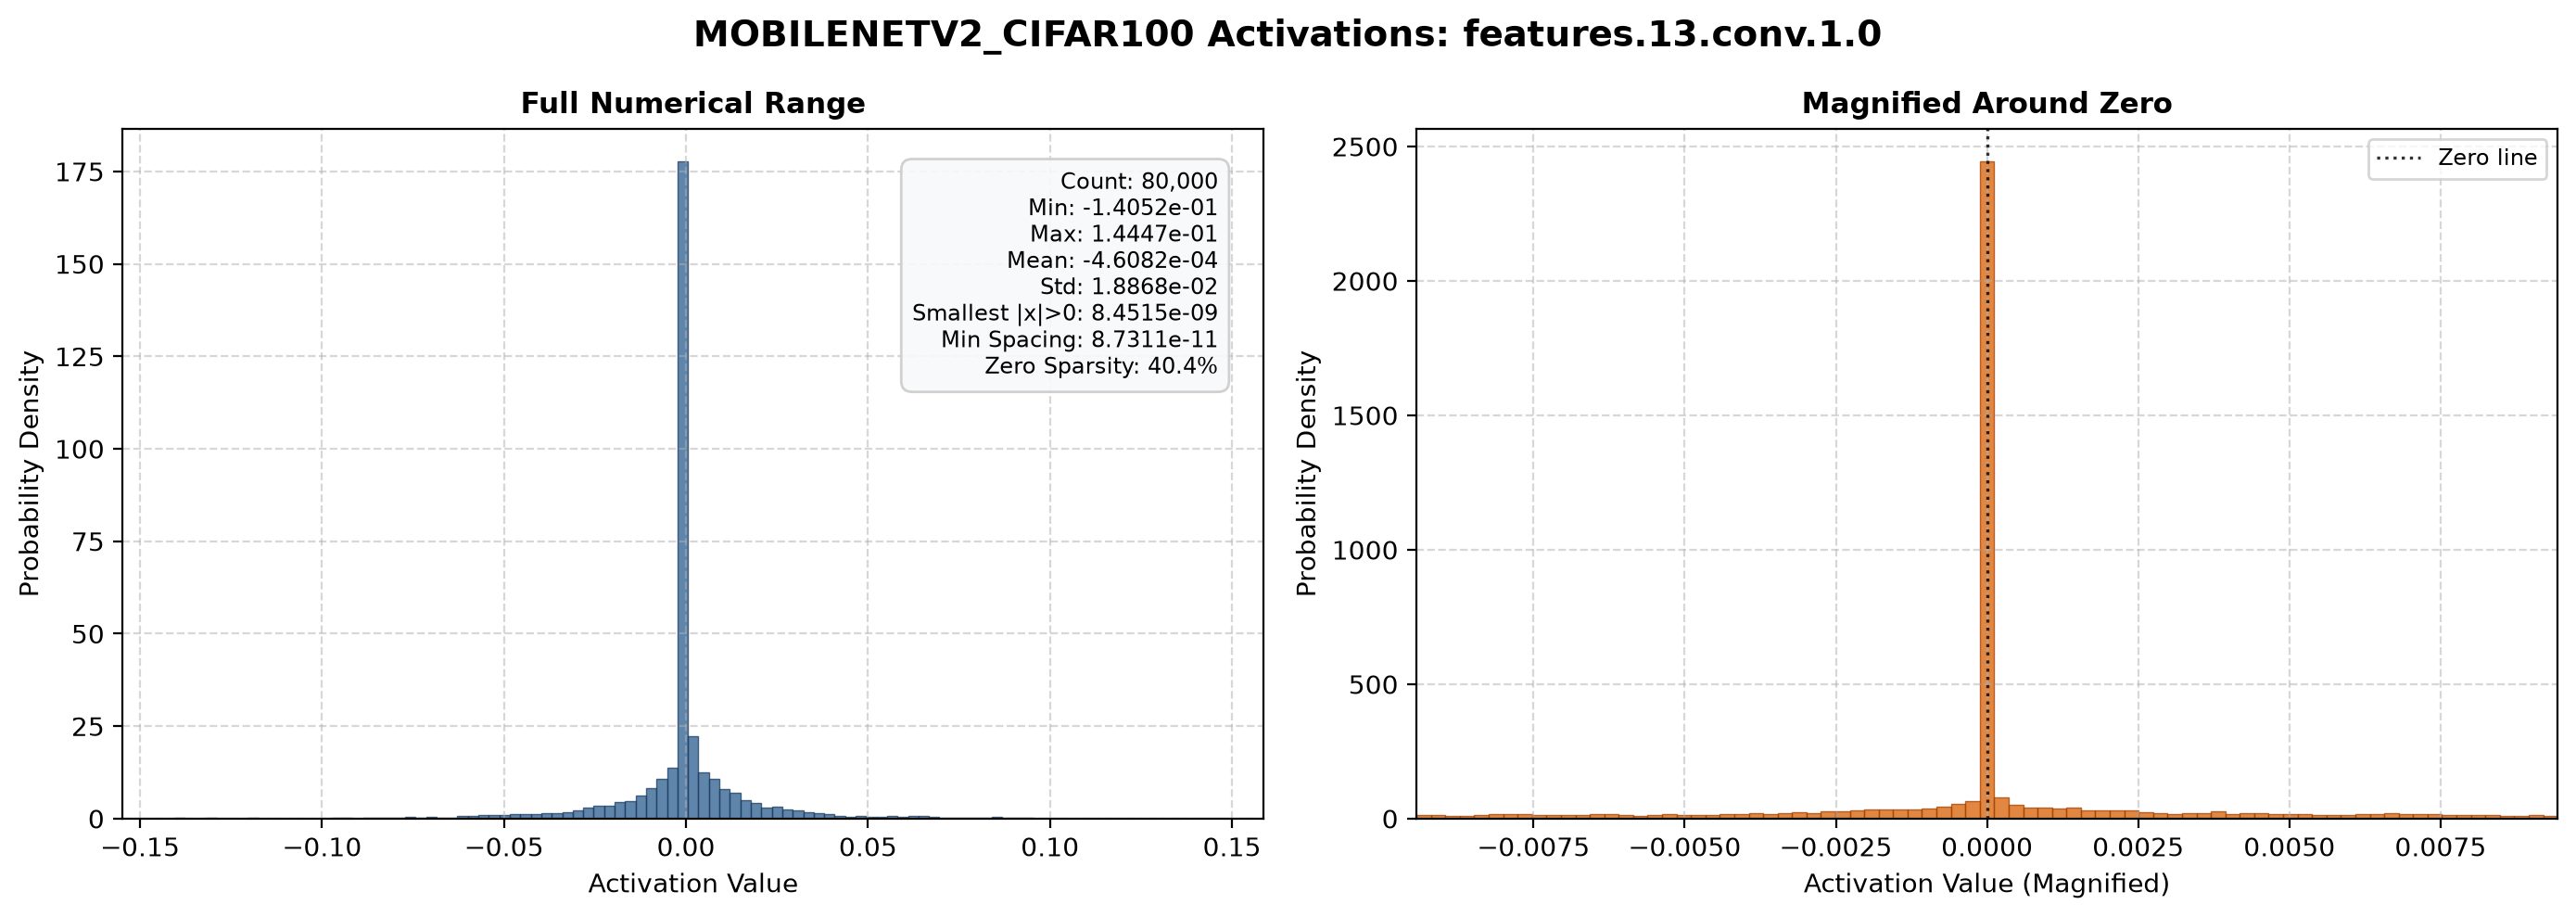 MOBILENETV2_CIFAR100 Activations: features.13.conv.1.0
Full Numerical Range
175
150
125
100
75
50
25
0
Probability Density
Count: 80,000
Min: -1.4052e-01
Max: 1.4447e-01
Mean: -4.6082e-04
Std: 1.8868e-02
Smallest |x|>0: 8.4515e-09
Min Spacing: 8.7311e-11
Zero Sparsity: 40.4%
−0.15 −0.10 −0.05 0.00 0.05 0.10 0.15
Activation Value
Magnified Around Zero
2500
2000
1500
1000
500
0
Probability Density
Zero line
−0.0075 −0.0050 −0.0025 0.0000 0.0025 0.0050 0.0075
Activation Value (Magnified)